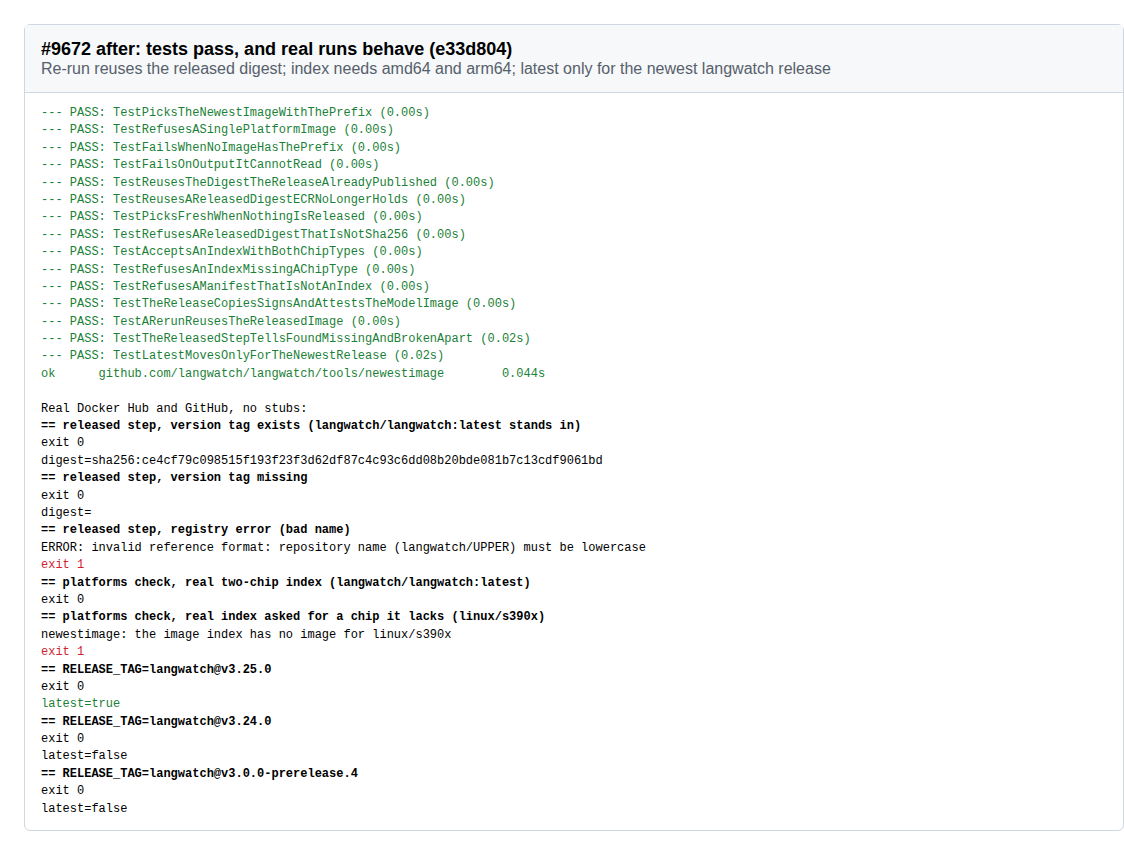 #9672 after: tests pass, and real runs behave (e33d804)
Re-run reuses the released digest; index needs amd64 and arm64; latest only for the newest langwatch release
--- PASS: TestPicksTheNewestImageWithThePrefix (0.00s)
--- PASS: TestRefusesASinglePlatformImage (0.00s)
--- PASS: TestFailsWhenNoImageHasThePrefix (0.00s)
--- PASS: TestFailsOnOutputItCannotRead (0.00s)
--- PASS: TestReusesTheDigestTheReleaseAlreadyPublished (0.00s)
--- PASS: TestReusesAReleasedDigestECRNoLongerHolds (0.00s)
--- PASS: TestPicksFreshWhenNothingIsReleased (0.00s)
--- PASS: TestRefusesAReleasedDigestThatIsNotSha256 (0.00s)
--- PASS: TestAcceptsAnIndexWithBothChipTypes (0.00s)
--- PASS: TestRefusesAnIndexMissingAChipType (0.00s)
--- PASS: TestRefusesAManifestThatIsNotAnIndex (0.00s)
--- PASS: TestTheReleaseCopiesSignsAndAttestsTheModelImage (0.00s)
--- PASS: TestARerunReusesTheReleasedImage (0.00s)
--- PASS: TestTheReleasedStepTellsFoundMissingAndBrokenApart (0.02s)
--- PASS: TestLatestMovesOnlyForTheNewestRelease (0.02s)
ok      github.com/langwatch/langwatch/tools/newestimage        0.044s
Real Docker Hub and GitHub, no stubs:
== released step, version tag exists (langwatch/langwatch:latest stands in)
exit 0
digest=sha256:ce4cf79c098515f193f23f3d62df87c4c93c6dd08b20bde081b7c13cdf9061bd
== released step, version tag missing
exit 0
digest=
== released step, registry error (bad name)
ERROR: invalid reference format: repository name (langwatch/UPPER) must be lowercase
exit 1
== platforms check, real two-chip index (langwatch/langwatch:latest)
exit 0
== platforms check, real index asked for a chip it lacks (linux/s390x)
newestimage: the image index has no image for linux/s390x
exit 1
== RELEASE_TAG=langwatch@v3.25.0
exit 0
latest=true
== RELEASE_TAG=langwatch@v3.24.0
exit 0
latest=false
== RELEASE_TAG=langwatch@v3.0.0-prerelease.4
exit 0
latest=false